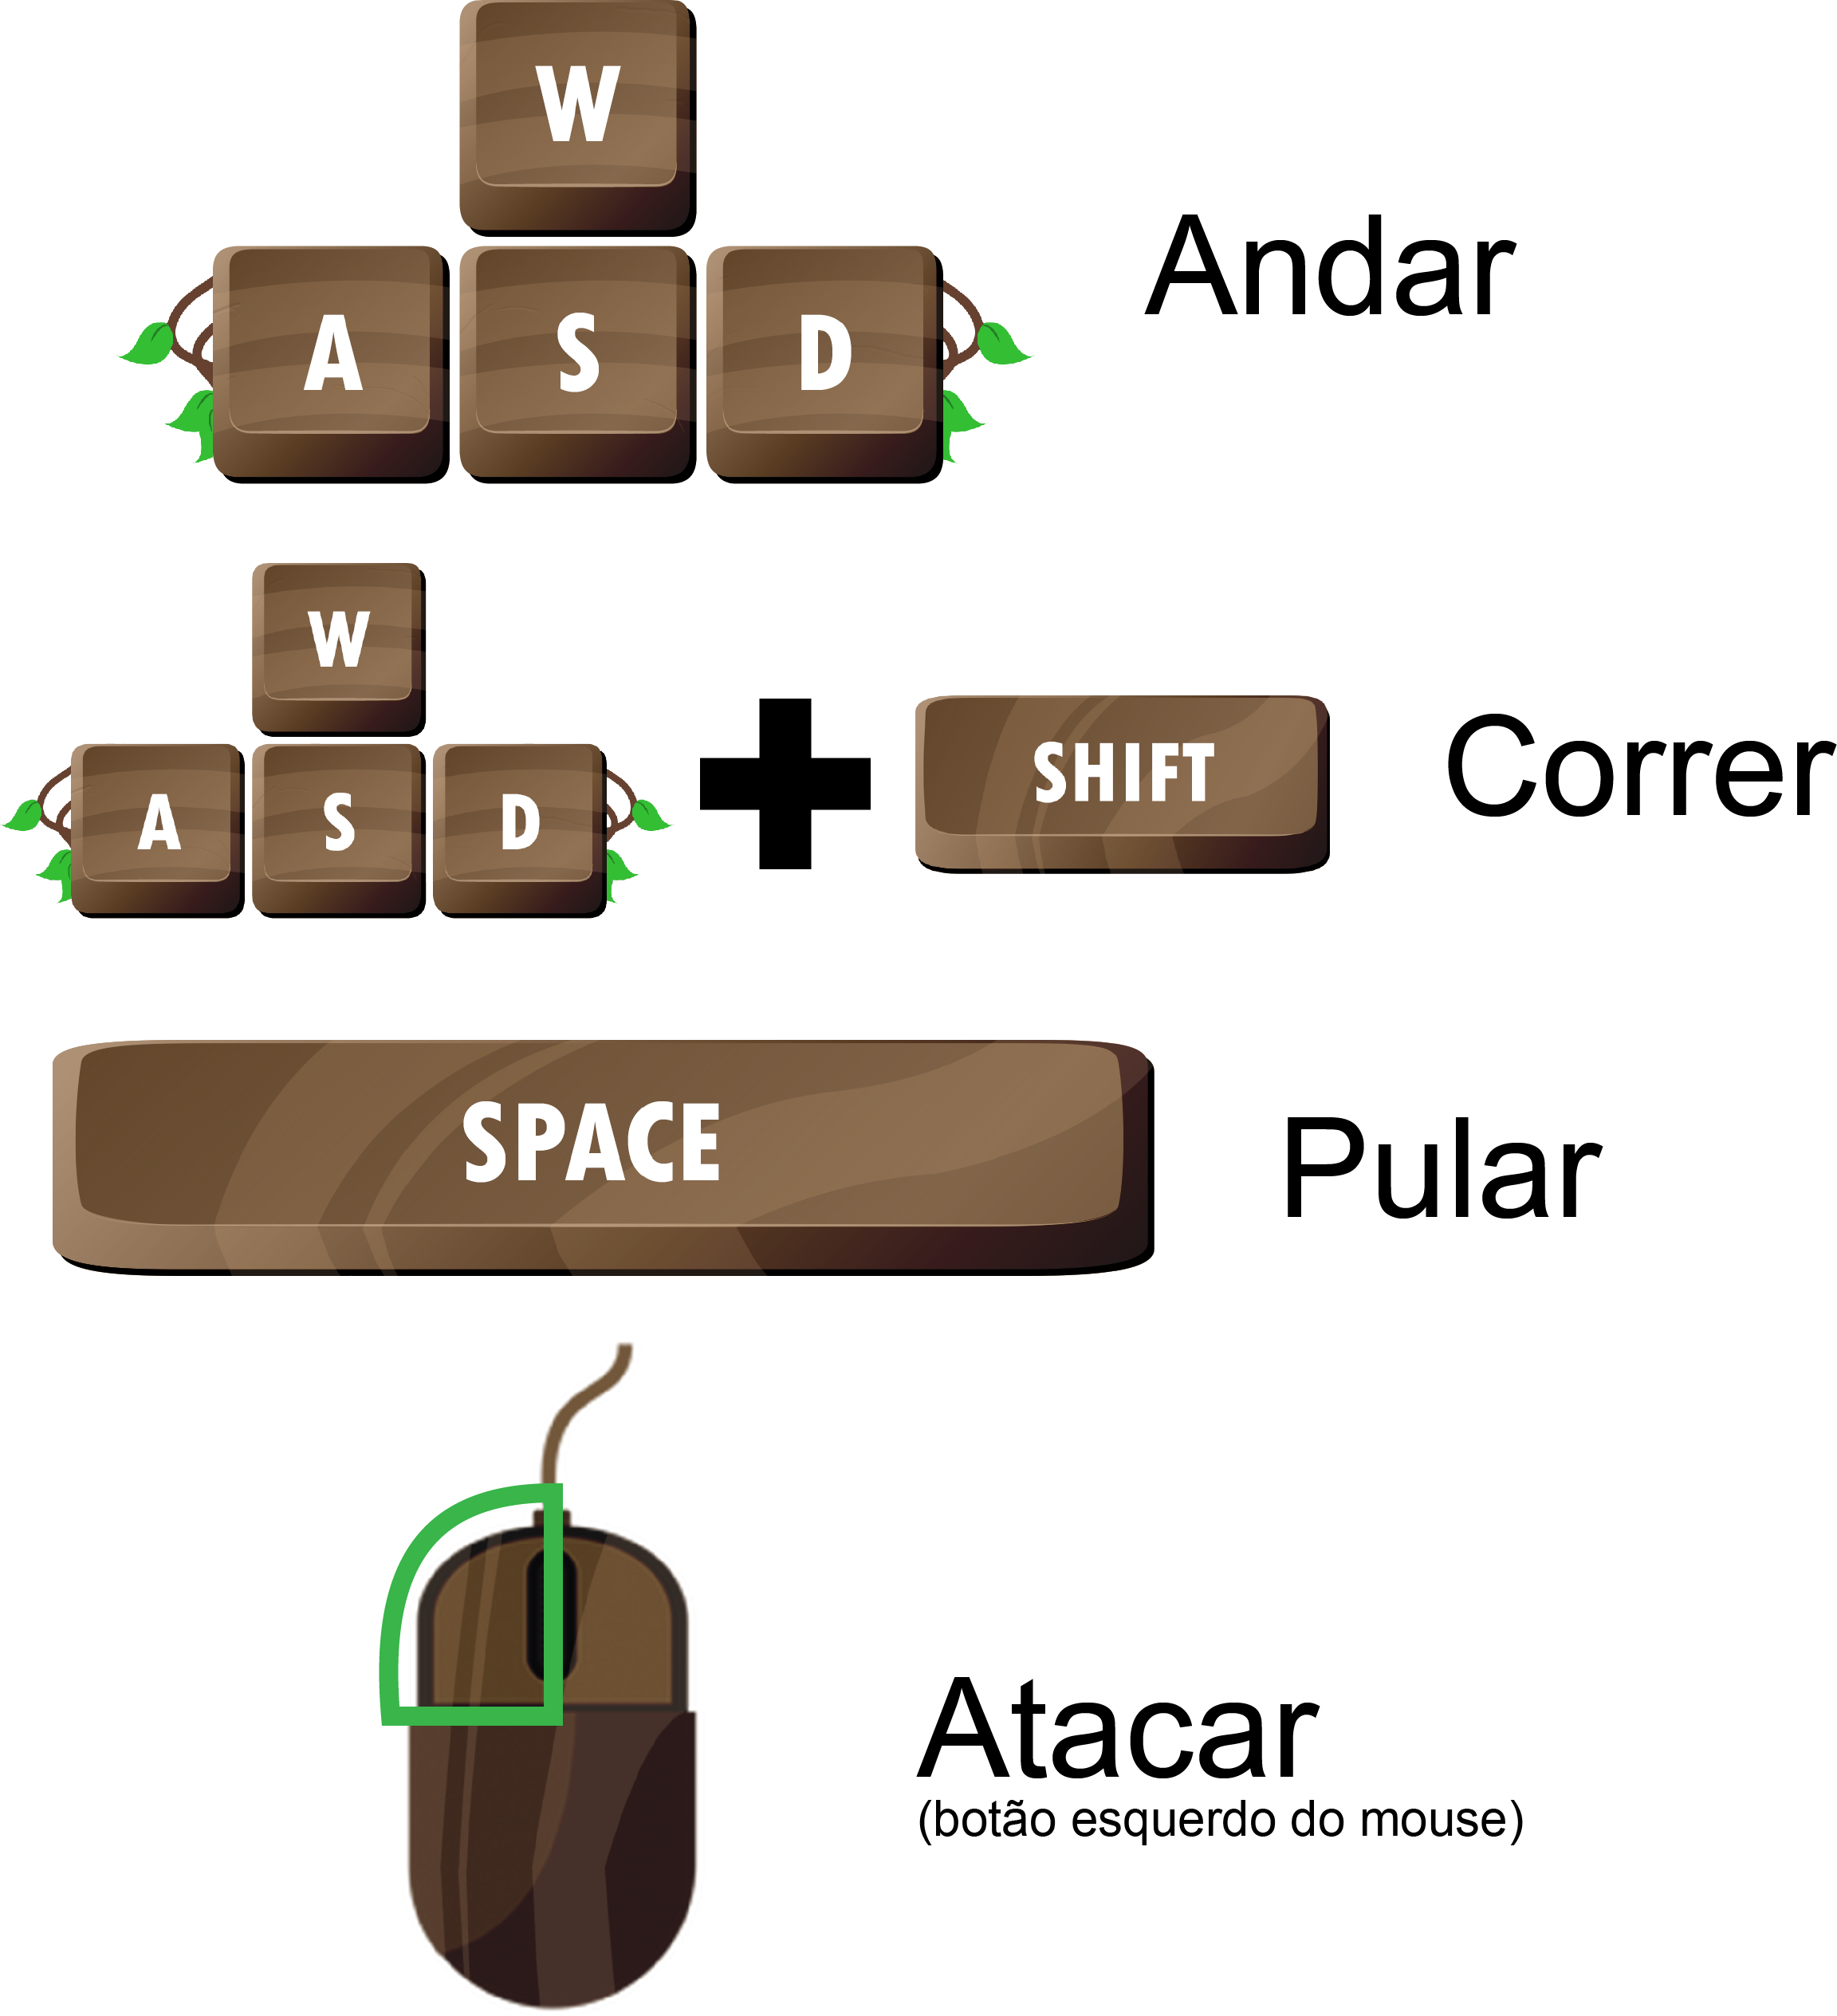 W
A S D
Andar
W
A S D
SHIFT
Correr
SPACE
Pular
Atacar
(botão esquerdo do mouse)